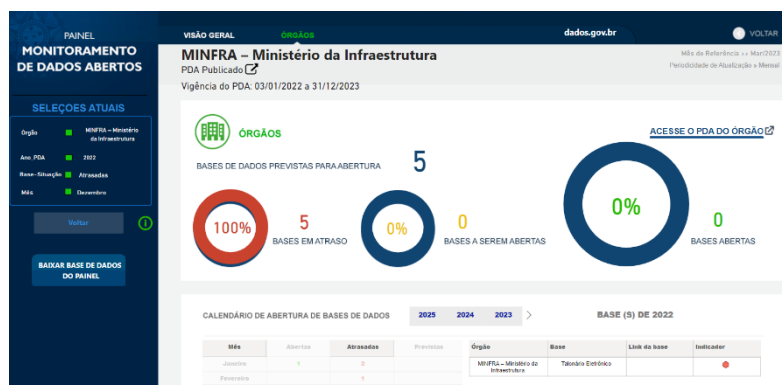 PAINEL
MONITORAMENTO
DE DADOS ABERTOS
SELEÇOES ATUAIS
Orgão MINFRA – Ministério
da Infraestrutura
Ano_PDA 2022
Base- Situação Atrasadas
Mês Dezembro
Voltar
BAIXAR BASE DE DADOS
DO PAINEL
VISÃO GERAL ÓRGÃOS dados.gov.br VOLTAR
MINFRA – Ministério da Infraestrutura
PDA Publicado
Vigência do PDA: 03/01/2022 a 31/12/2023
Mês de Referência >> Mar/2023
Periodicidade de Atualização » Mensal
ÓRGÃOS
ACESSE O PDA DO ÓRGÃO
BASES DE DADOS PREVISTAS PARA ABERTURA 5
100% 5
BASES EM ATRASO
0% 0
BASES A SEREM ABERTAS
0% 0
BASES ABERTAS
CALENDÁRIO DE ABERTURA DE BASES DE DADOS 2025 2024 2023 >
BASE (S) DE 2022
Mês Abertas Atrasadas Previstas
Janeiro 1 2
Fevereiro 1
Órgão Base Link da base Indicador
MINFRA – Ministério da
Infraestrutura
Talonário Eletrônico